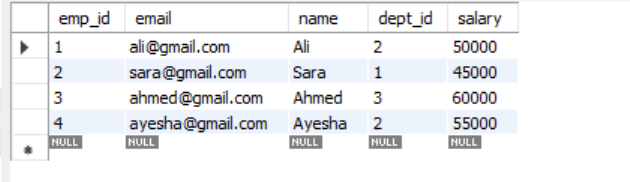 emp_id email name dept_id salary
1 ali@gmail.com Ali 2 50000
2 sara@gmail.com Sara 1 45000
3 ahmed@gmail.com Ahmed 3 60000
4 ayesha@gmail.com Ayesha 2 55000
NULL NULL NULL NULL NULL